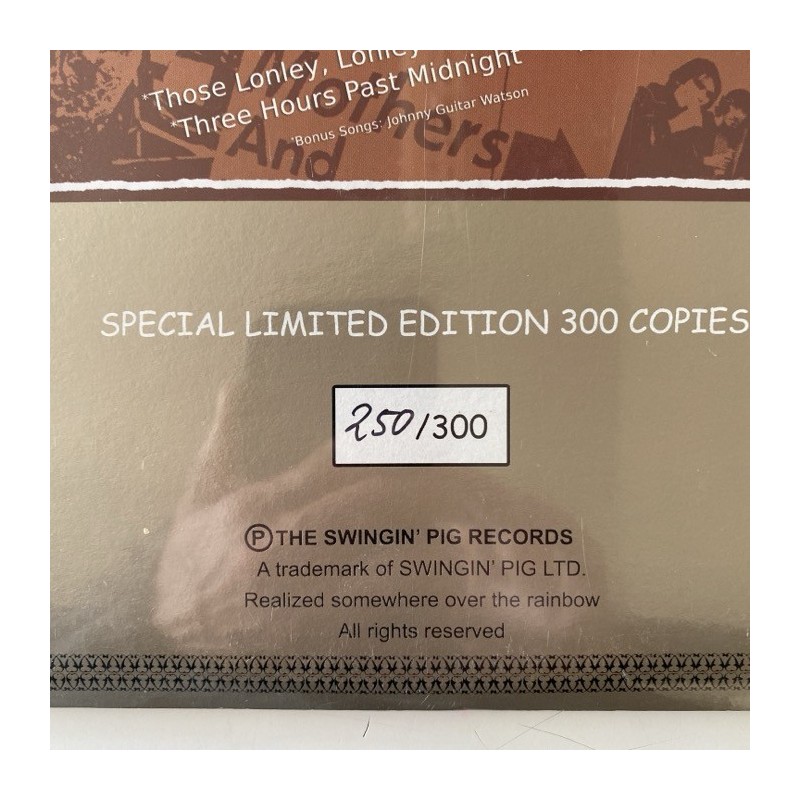 *Those Lonley, Lonley
*Three Hours Past Midnight
*Bonus Songs: Johnny Guitar Watson
Mothers
And
SPECIAL LIMITED EDITION 300 COPIES
250/300
℗ THE SWINGIN' PIG RECORDS
A trademark of SWINGIN' PIG LTD.
Realized somewhere over the rainbow
All rights reserved